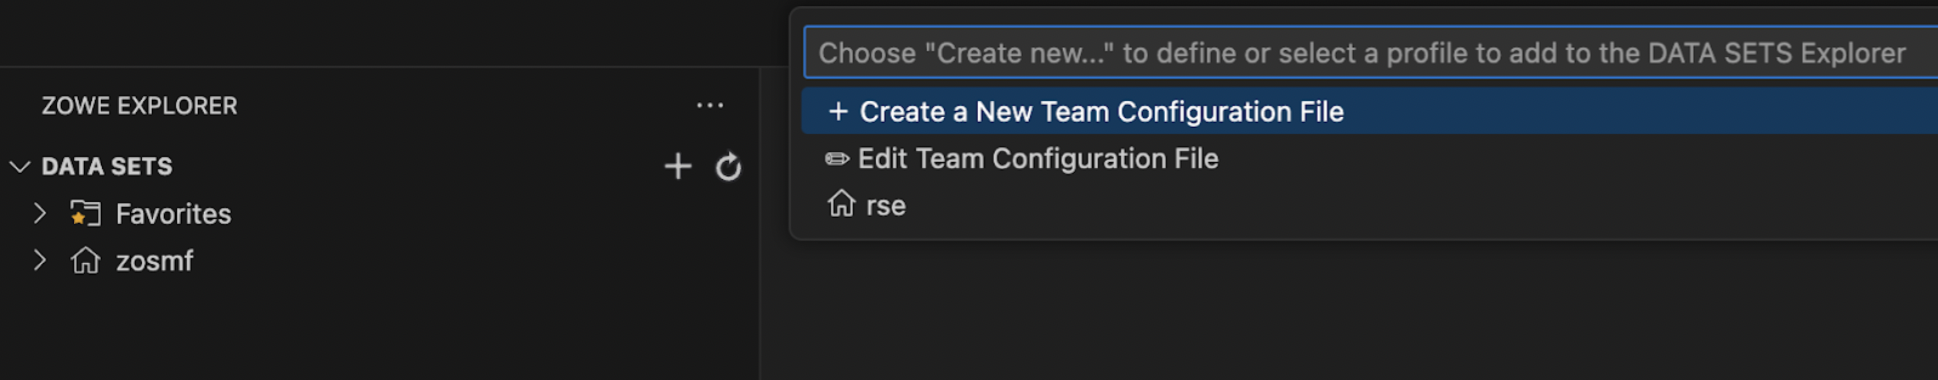 Choose "Create new..." to define or select a profile to add to the DATA SETS Explorer
+ Create a New Team Configuration File
Edit Team Configuration File
rse
ZOWE EXPLORER
DATA SETS
Favorites
zosmf